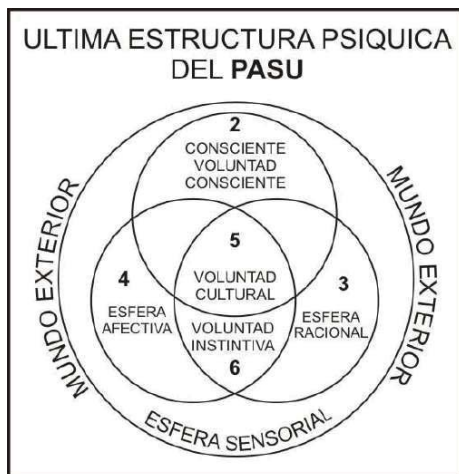 ULTIMA ESTRUCTURA PSIQUICA
DEL PASU
2
CONSCIENTE
VOLUNTAD
CONSCIENTE
MUNDO EXTERIOR
MUNDO EXTERIOR
5
VOLUNTAD
CULTURAL
4
ESFERA
AFECTIVA
3
ESFERA
RACIONAL
VOLUNTAD
INSTINTIVA
6
ESFERA SENSORIAL